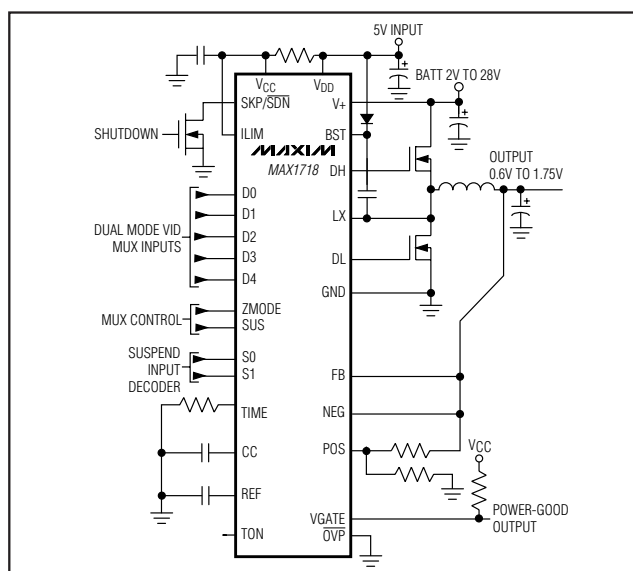 5V INPUT
VCC
VDD
BATT 2V TO 28V
SKP/SDN
V+
SHUTDOWN
ILIM
BST
MAXIM
MAX1718
DH
OUTPUT
0.6V TO 1.75V
D0
D1
DUAL MODE VID
MUX INPUTS
D2
D3
D4
LX
DL
GND
MUX CONTROL
ZMODE
SUS
SUSPEND
INPUT
DECODER
S0
S1
FB
TIME
NEG
CC
POS
VCC
REF
TON
VGATE
POWER-GOOD
OUTPUT
OVP